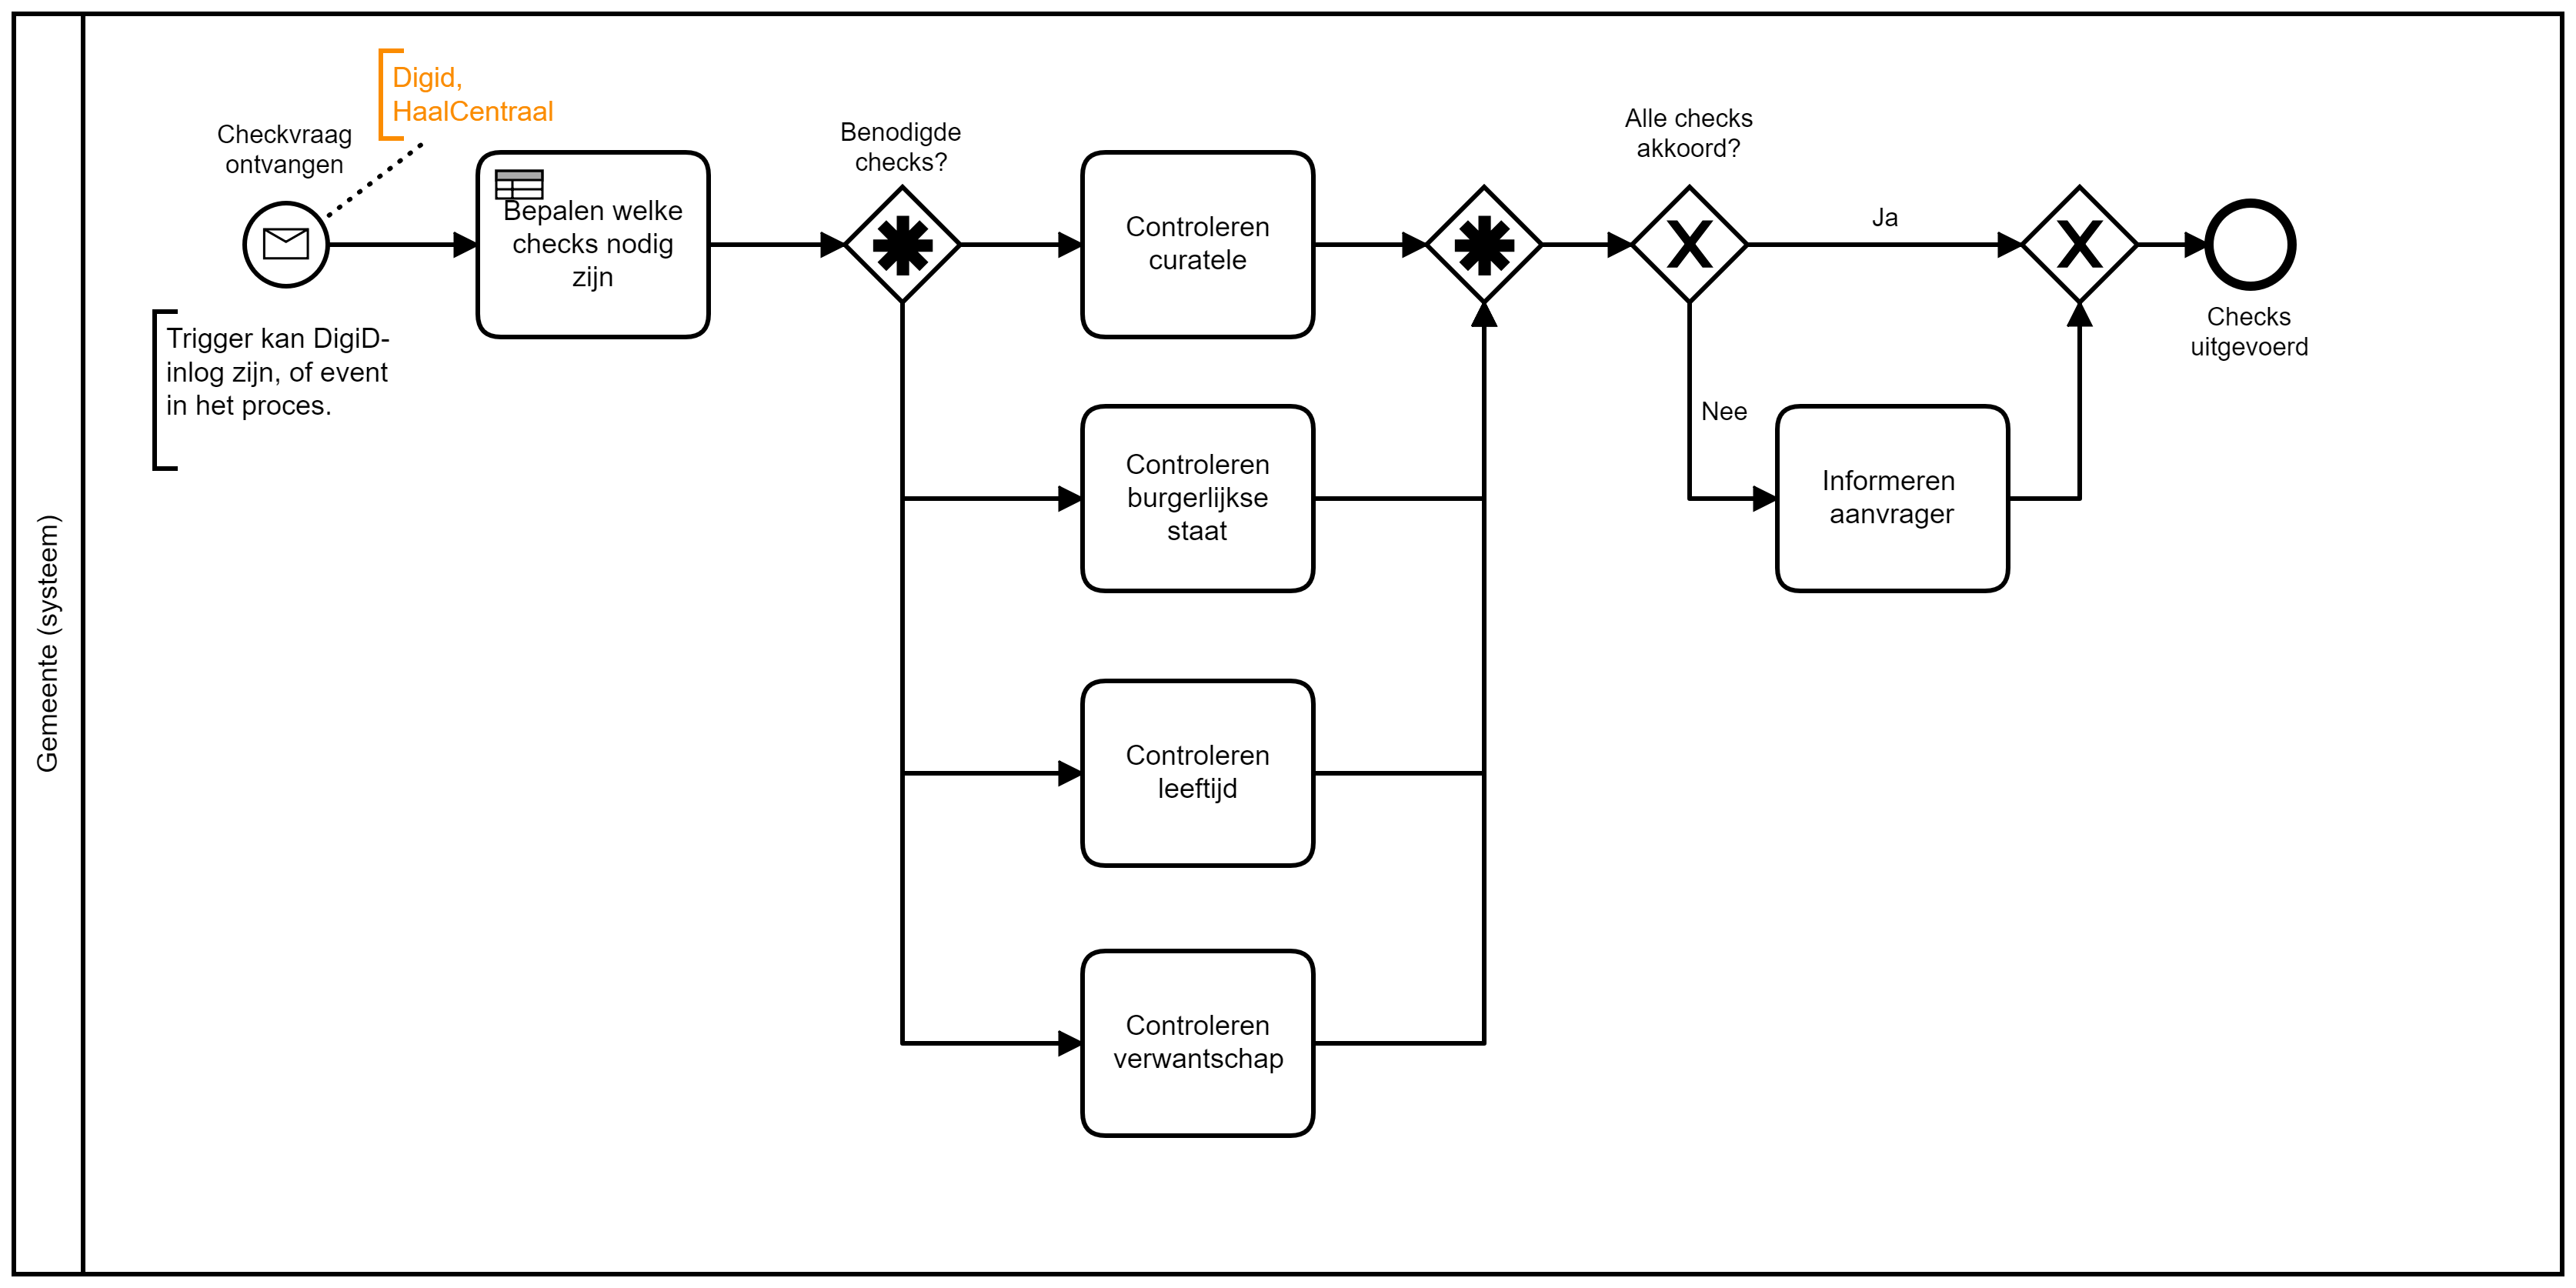 Gemeente (systeem)
Digid,
HaalCentraal
Checkvraag
ontvangen
Trigger kan DigiD-
inlog zijn, of event
in het proces.
Bepalen welke
checks nodig
zijn
Benodigde
checks?
Controleren
curatele
Controleren
burgerlijkse
staat
Controleren
leeftijd
Controleren
verwantschap
Alle checks
akkoord?
Ja
Nee
Informeren
aanvrager
Checks
uitgevoerd